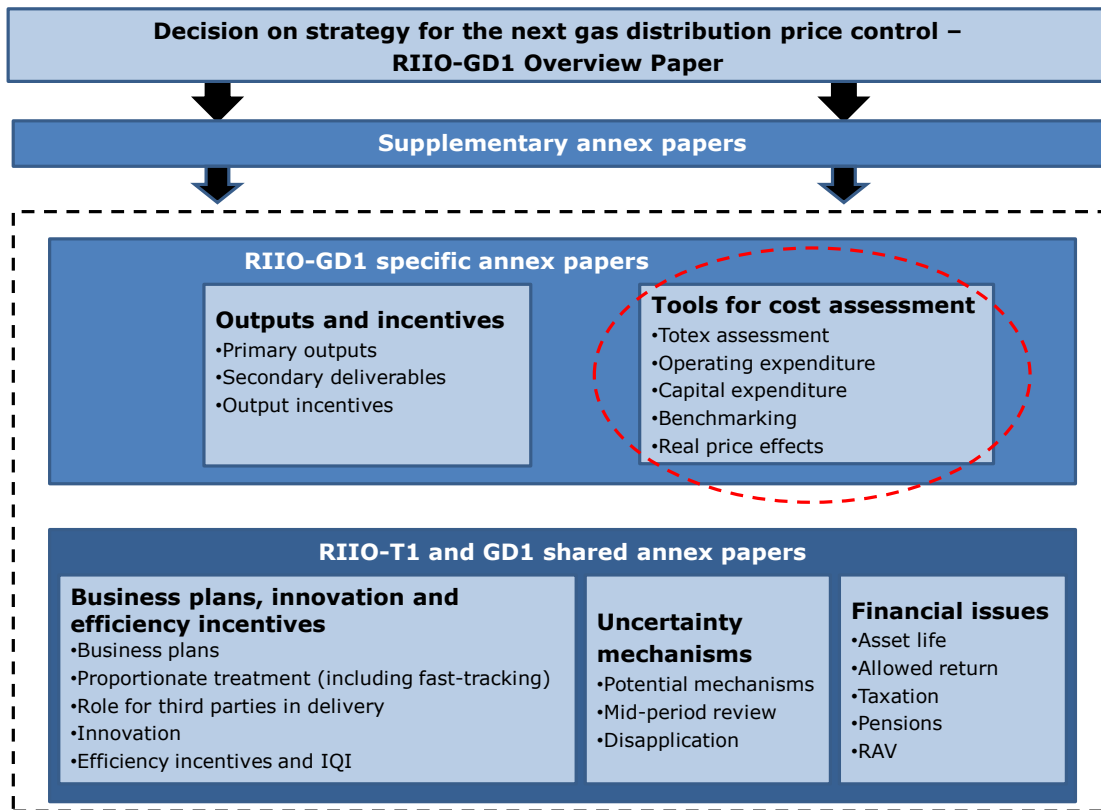 Decision on strategy for the next gas distribution price control –
RIIO-GD1 Overview Paper
Supplementary annex papers
RIIO-GD1 specific annex papers
Outputs and incentives
•Primary outputs
•Secondary deliverables
•Output incentives
Tools for cost assessment
•Totex assessment
•Operating expenditure
•Capital expenditure
•Benchmarking
•Real price effects
RIIO-T1 and GD1 shared annex papers
Business plans, innovation and
efficiency incentives
•Business plans
•Proportionate treatment (including fast-tracking)
•Role for third parties in delivery
•Innovation
•Efficiency incentives and IQI
Uncertainty
mechanisms
•Potential mechanisms
•Mid-period review
•Disapplication
Financial issues
•Asset life
•Allowed return
•Taxation
•Pensions
•RAV